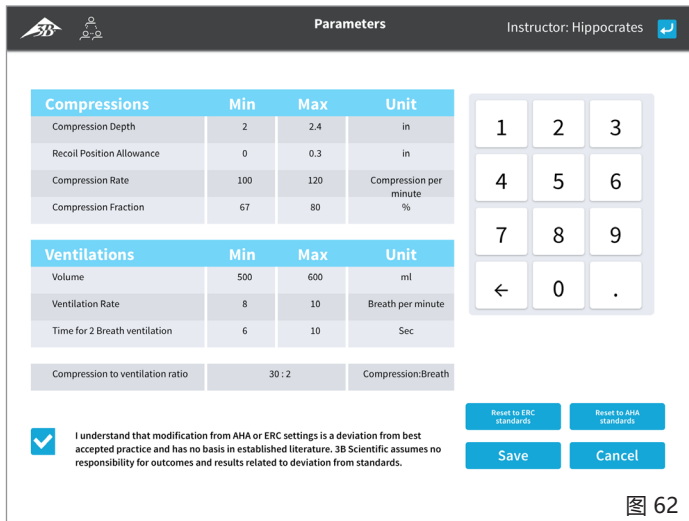 3B
Parameters
Instructor: Hippocrates
Compressions Min Max Unit
Compression Depth 2 2.4 in
Recoil Position Allowance 0 0.3 in
Compression Rate 100 120 Compression per
minute
Compression Fraction 67 80 %
Ventilations Min Max Unit
Volume 500 600 ml
Ventilation Rate 8 10 Breath per minute
Time for 2 Breath ventilation 6 10 Sec
Compression to ventilation ratio 30 : 2 Compression:Breath
I understand that modification from AHA or ERC settings is a deviation from best
accepted practice and has no basis in established literature. 3B Scientific assumes no
responsibility for outcomes and results related to deviation from standards.
1 2 3
4 5 6
7 8 9
← 0 .
Reset to ERC
standards
Reset to AHA
standards
Save Cancel
图 62